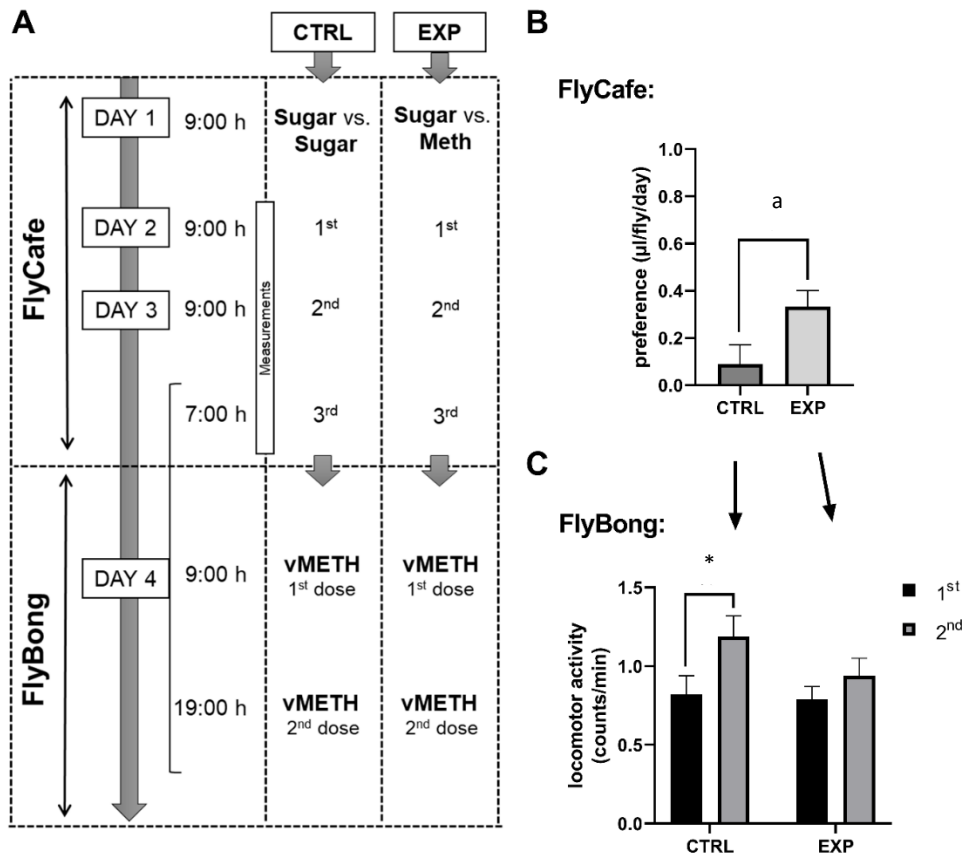 A
CTRL
EXP
FlyCafe
DAY 1
9:00 h
Sugar vs.
Sugar
Sugar vs.
Meth
DAY 2
9:00 h
1st
1st
DAY 3
9:00 h
2nd
2nd
Measurements
7:00 h
3rd
3rd
FlyBong
DAY 4
9:00 h
vMETH
1st dose
vMETH
1st dose
19:00 h
vMETH
2nd dose
vMETH
2nd dose
B
FlyCafe:
preference (µl/fly/day)
1.0
0.8
0.6
0.4
0.2
0.0
a
CTRL
EXP
C
FlyBong:
locomotor activity
(counts/min)
1.5
1.0
0.5
0.0
*
1st
2nd
CTRL
EXP